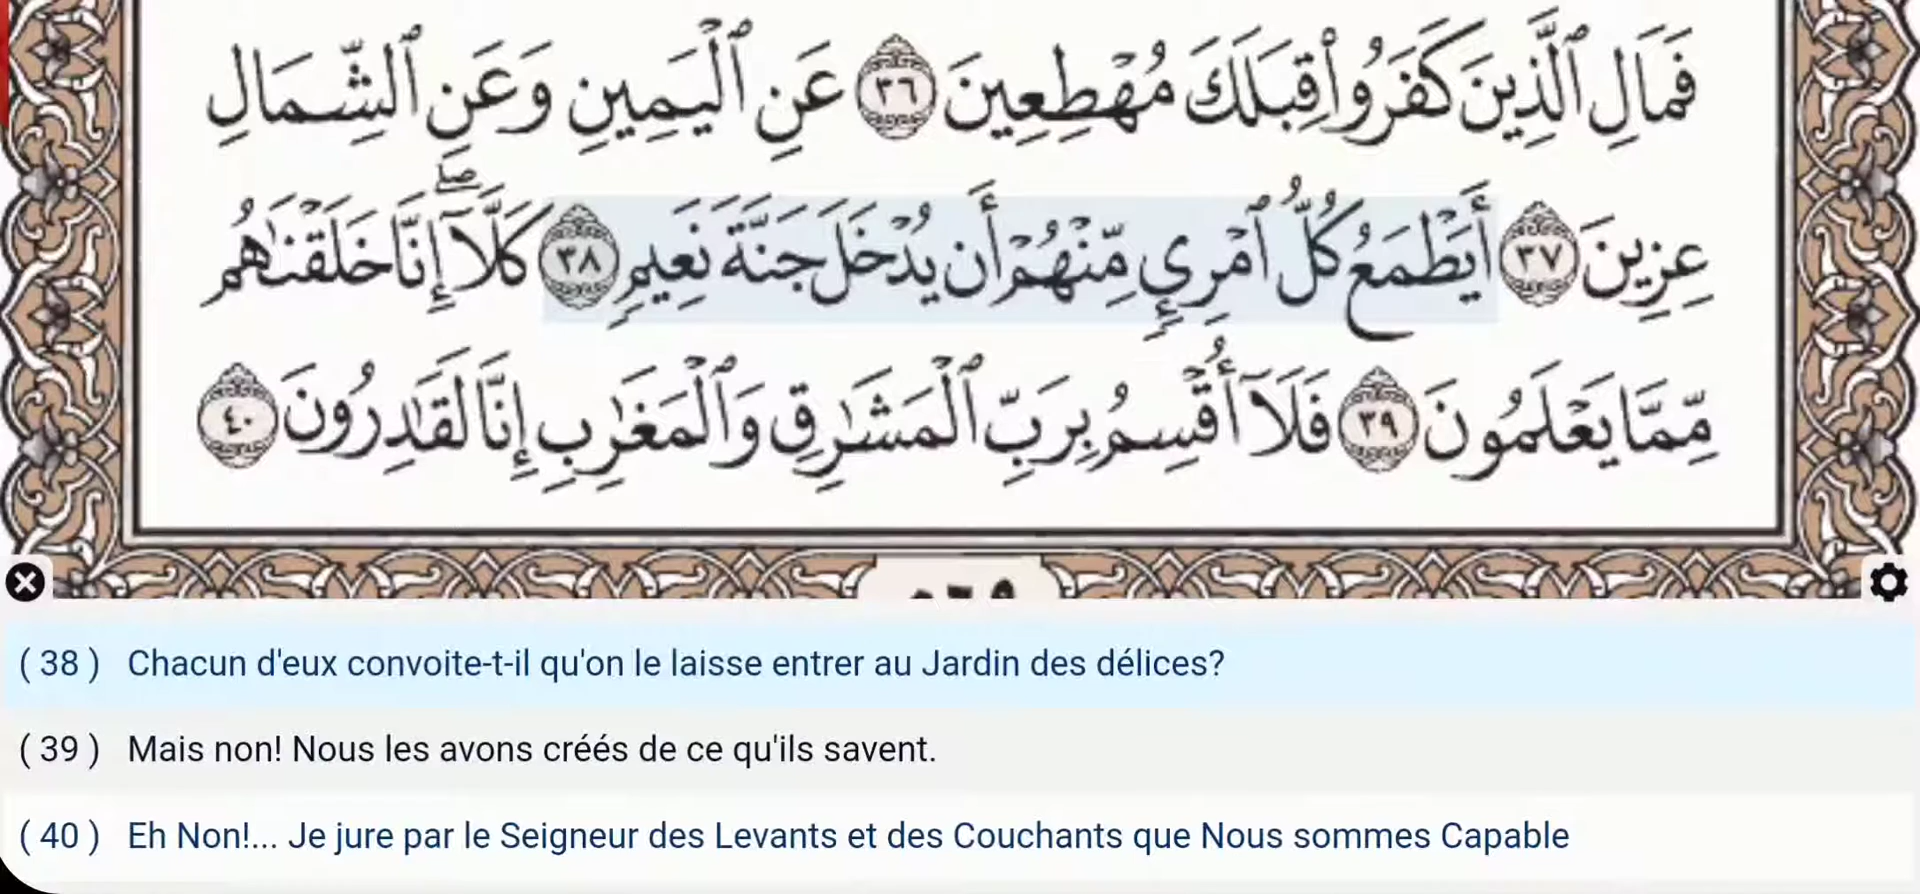 فَمَالِ ٱلَّذِينَ كَفَرُواْ قِبَلَكَ مُهۡطِعِينَ ٣٦ عَنِ ٱلۡيَمِينِ وَعَنِ ٱلشِّمَالِ
عِزِينَ ٣٧ أَيَطۡمَعُ كُلُّ ٱمۡرِيٕٖ مِّنۡهُمۡ أَن يُدۡخَلَ جَنَّةَ نَعِيمٖ ٣٨ كَلَّآۖ إِنَّا خَلَقۡنَٰهُم
مِّمَّا يَعۡلَمُونَ ٣٩ فَلَآ أُقۡسِمُ بِرَبِّ ٱلۡمَشَٰرِقِ وَٱلۡمَغَٰرِبِ إِنَّا لَقَٰدِرُونَ ٤٠
( 38 ) Chacun d'eux convoite-t-il qu'on le laisse entrer au Jardin des délices?
( 39 ) Mais non! Nous les avons créés de ce qu'ils savent.
( 40 ) Eh Non!... Je jure par le Seigneur des Levants et des Couchants que Nous sommes Capable